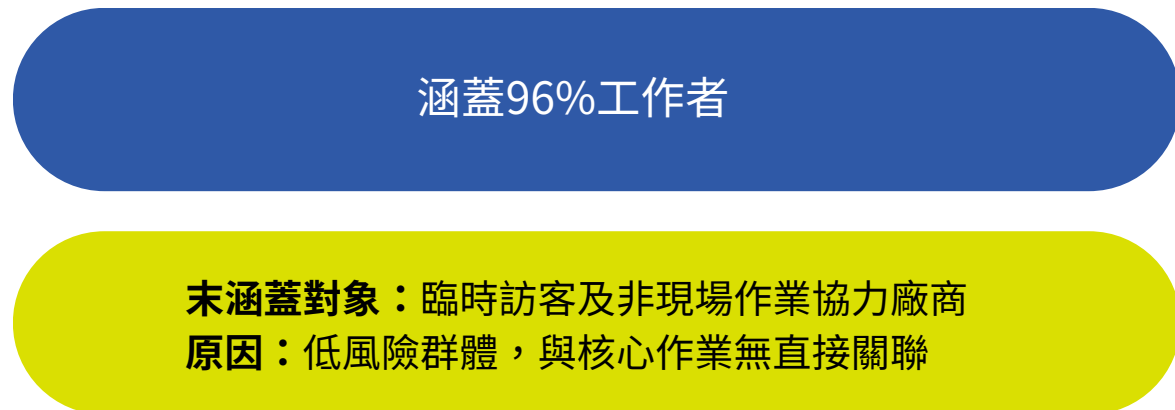 涵蓋96%工作者
末涵蓋對象：臨時訪客及非現場作業協力廠商
原因：低風險群體，與核心作業無直接關聯